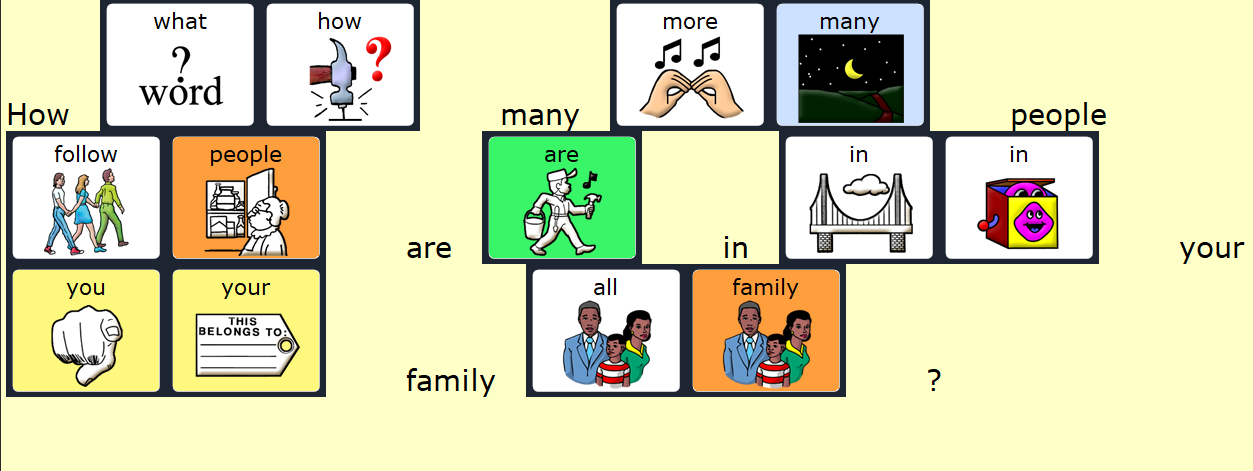 How what ? word how ? many more many people
follow people are are in in in your
you your THIS BELONGS TO: family all family ?